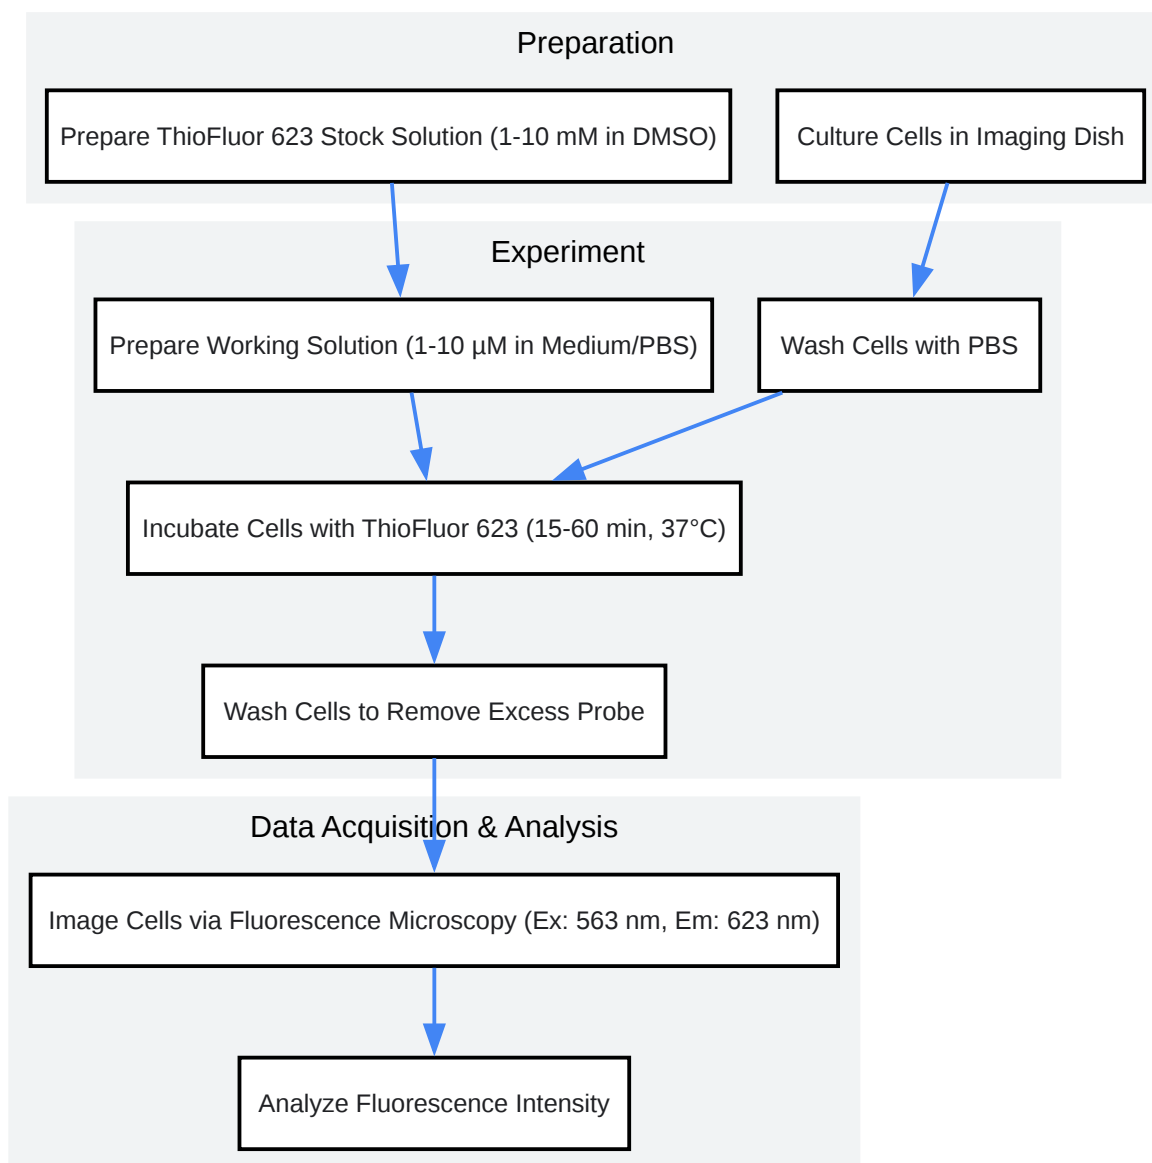 Preparation
Prepare ThioFluor 623 Stock Solution (1-10 mM in DMSO)
Culture Cells in Imaging Dish
Experiment
Prepare Working Solution (1-10 µM in Medium/PBS)
Wash Cells with PBS
Incubate Cells with ThioFluor 623 (15-60 min, 37°C)
Wash Cells to Remove Excess Probe
Data Acquisition & Analysis
Image Cells via Fluorescence Microscopy (Ex: 563 nm, Em: 623 nm)
Analyze Fluorescence Intensity